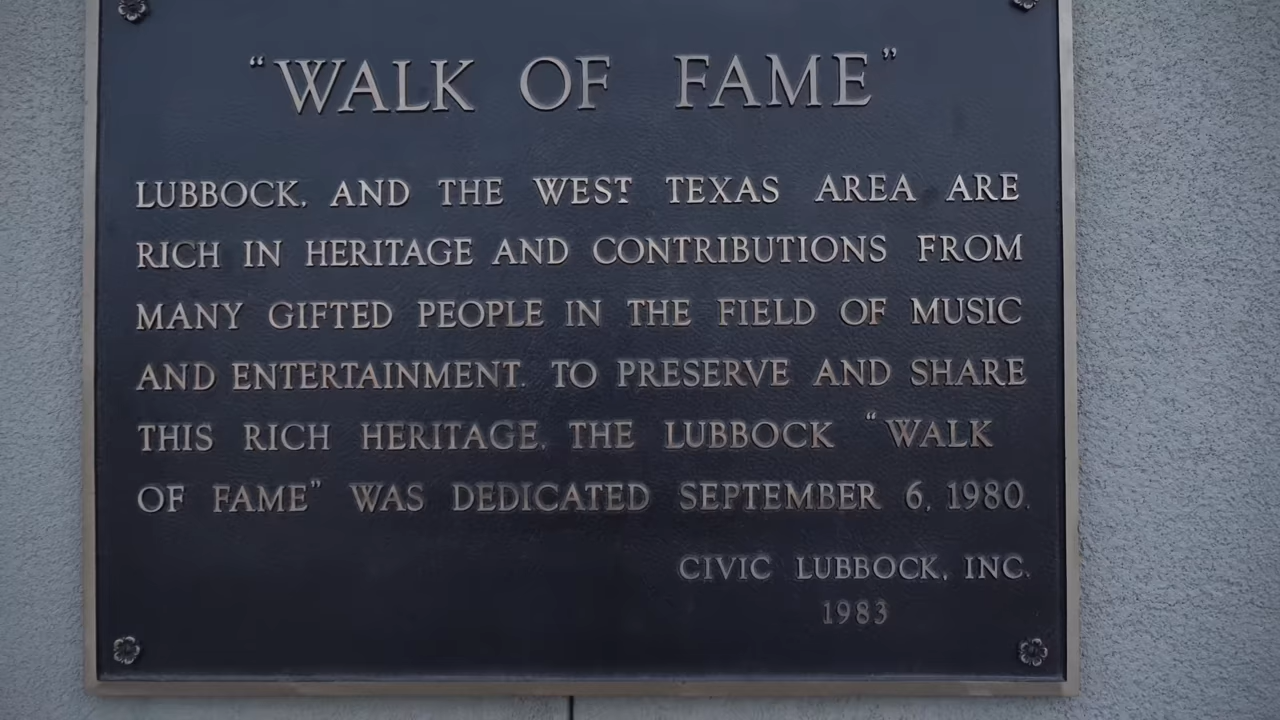 “WALK OF FAME”
LUBBOCK, AND THE WEST TEXAS AREA ARE
RICH IN HERITAGE AND CONTRIBUTIONS FROM
MANY GIFTED PEOPLE IN THE FIELD OF MUSIC
AND ENTERTAINMENT. TO PRESERVE AND SHARE
THIS RICH HERITAGE, THE LUBBOCK “WALK
OF FAME” WAS DEDICATED SEPTEMBER 6, 1980.
CIVIC LUBBOCK, INC.
1983